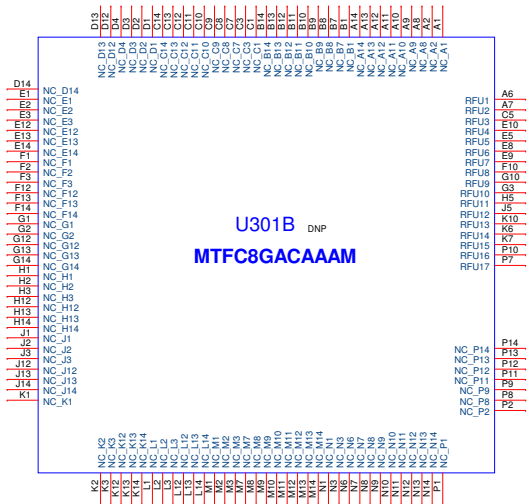 D13 D12 D4 D3 D2 D1 C14 C13 C12 C11 C10 C9 C8 C7 C3 C1 B14 B13 B12 B11 B10 B9 B8 B7 B1 A14 A13 A12 A11 A10 A9 A8 A2 A1
NC_D13 NC_D12 NC_D4 NC_D3 NC_D2 NC_D1 NC_C14 NC_C13 NC_C12 NC_C11 NC_C10 NC_C9 NC_C8 NC_C7 NC_C3 NC_C1 NC_B14 NC_B13 NC_B12 NC_B11 NC_B10 NC_B9 NC_B8 NC_B7 NC_B1 NC_A14 NC_A13 NC_A12 NC_A11 NC_A10 NC_A9 NC_A8 NC_A2 NC_A1
D14 NC_D14
E1 NC_E1
E2 NC_E2
E3 NC_E3
E12 NC_E12
E13 NC_E13
E14 NC_E14
F1 NC_F1
F2 NC_F2
F3 NC_F3
F12 NC_F12
F13 NC_F13
F14 NC_F14
G1 NC_G1
G2 NC_G2
G12 NC_G12
G13 NC_G13
G14 NC_G14
H1 NC_H1
H2 NC_H2
H3 NC_H3
H12 NC_H12
H13 NC_H13
H14 NC_H14
J1 NC_J1
J2 NC_J2
J3 NC_J3
J12 NC_J12
J13 NC_J13
J14 NC_J14
K1 NC_K1
U301B DNP
MTFC8GACAAAM
RFU1 A6
RFU2 A7
RFU3 C5
RFU4 E10
RFU5 E5
RFU6 E8
RFU7 E9
RFU8 F10
RFU9 G10
RFU10 G3
RFU11 H5
RFU12 J5
RFU13 K10
RFU14 K6
RFU15 K7
RFU16 P10
RFU17 P7
NC_P14 P14
NC_P13 P13
NC_P12 P12
NC_P11 P11
NC_P9 P9
NC_P8 P8
NC_P2 P2
NC_K2 NC_K3 NC_K12 NC_K13 NC_K14 NC_L1 NC_L2 NC_L3 NC_L12 NC_L13 NC_L14 NC_M1 NC_M2 NC_M3 NC_M7 NC_M8 NC_M9 NC_M10 NC_M11 NC_M12 NC_M13 NC_M14 NC_N1 NC_N3 NC_N6 NC_N7 NC_N8 NC_N9 NC_N10 NC_N11 NC_N12 NC_N13 NC_N14 NC_P1
K2 K3 K12 K13 K14 L1 L2 L3 L12 L13 L14 M1 M2 M3 M7 M8 M9 M10 M11 M12 M13 M14 N1 N3 N6 N7 N8 N9 N10 N11 N12 N13 N14 P1